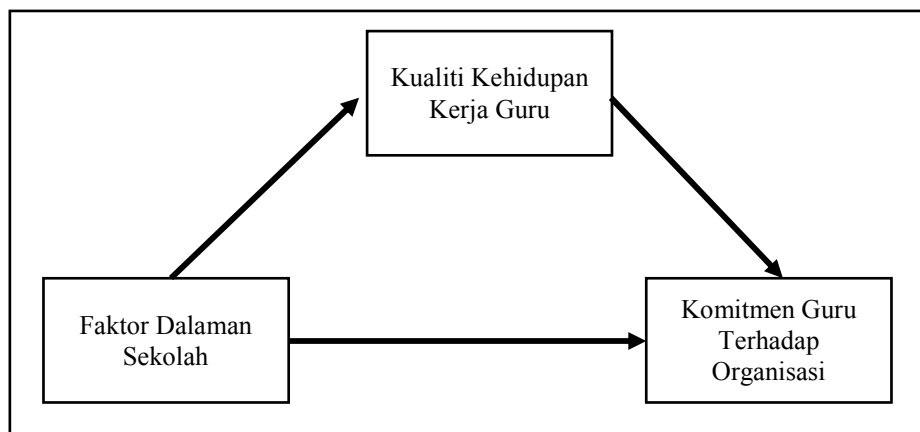 Kualiti Kehidupan
Kerja Guru
Faktor Dalaman
Sekolah
Komitmen Guru
Terhadap
Organisasi